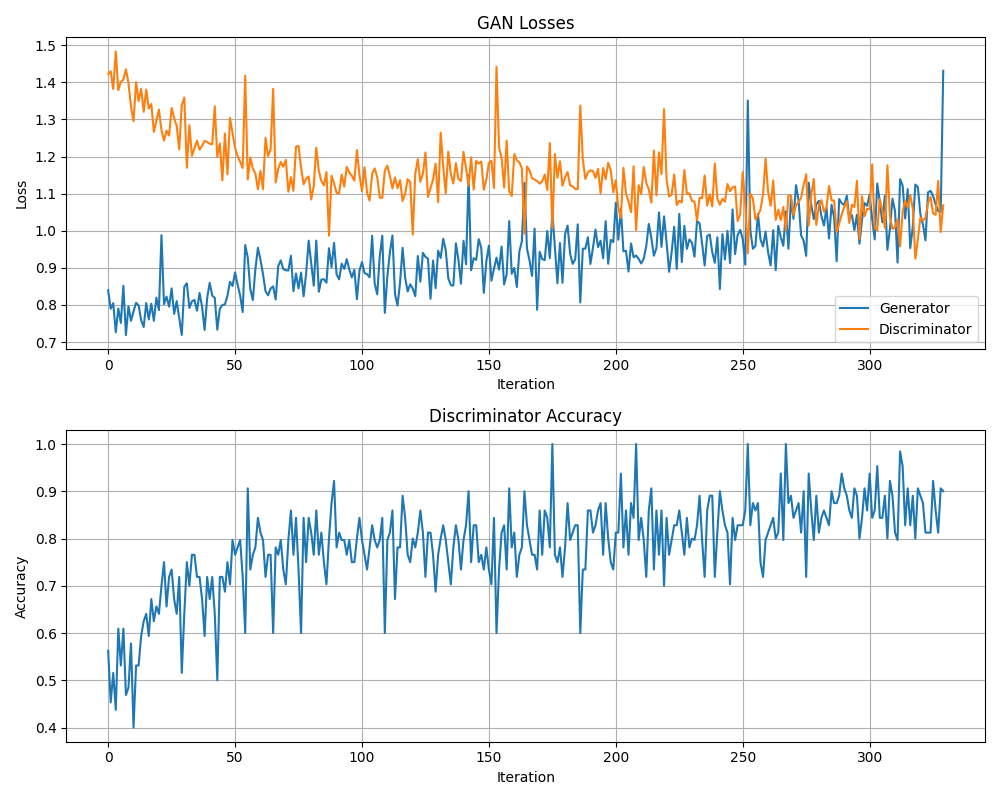 GAN Losses
1.5
1.4
1.3
1.2
1.1
1.0
0.9
0.8
0.7
Loss
Generator
Discriminator
0 50 100 150 200 250 300
Iteration
Discriminator Accuracy
1.0
0.9
0.8
0.7
0.6
0.5
0.4
Accuracy
0 50 100 150 200 250 300
Iteration